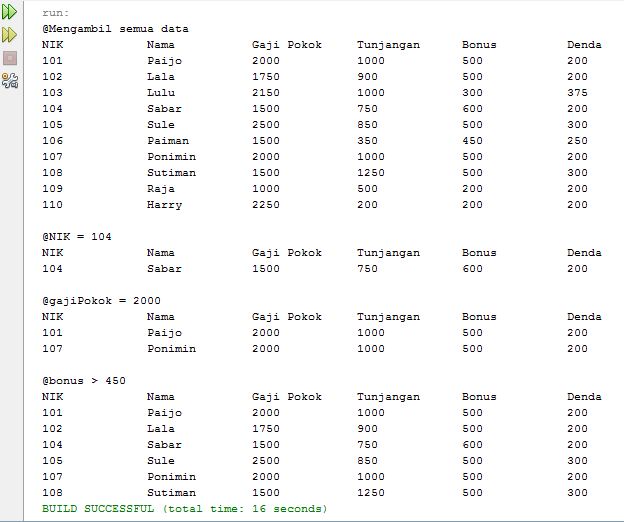 run:
@Mengambil semua data
NIK Nama Gaji Pokok Tunjangan Bonus Denda
101 Paijo 2000 1000 500 200
102 Lala 1750 900 500 200
103 Lulu 2150 1000 300 375
104 Sabar 1500 750 600 200
105 Sule 2500 850 500 300
106 Paiman 1500 350 450 250
107 Ponimin 2000 1000 500 200
108 Sutiman 1500 1250 500 300
109 Raja 1000 500 200 200
110 Harry 2250 200 200 200
@NIK = 104
NIK Nama Gaji Pokok Tunjangan Bonus Denda
104 Sabar 1500 750 600 200
@gajiPokok = 2000
NIK Nama Gaji Pokok Tunjangan Bonus Denda
101 Paijo 2000 1000 500 200
107 Ponimin 2000 1000 500 200
@bonus > 450
NIK Nama Gaji Pokok Tunjangan Bonus Denda
101 Paijo 2000 1000 500 200
102 Lala 1750 900 500 200
104 Sabar 1500 750 600 200
105 Sule 2500 850 500 300
107 Ponimin 2000 1000 500 200
108 Sutiman 1500 1250 500 300
BUILD SUCCESSFUL (total time: 16 seconds)